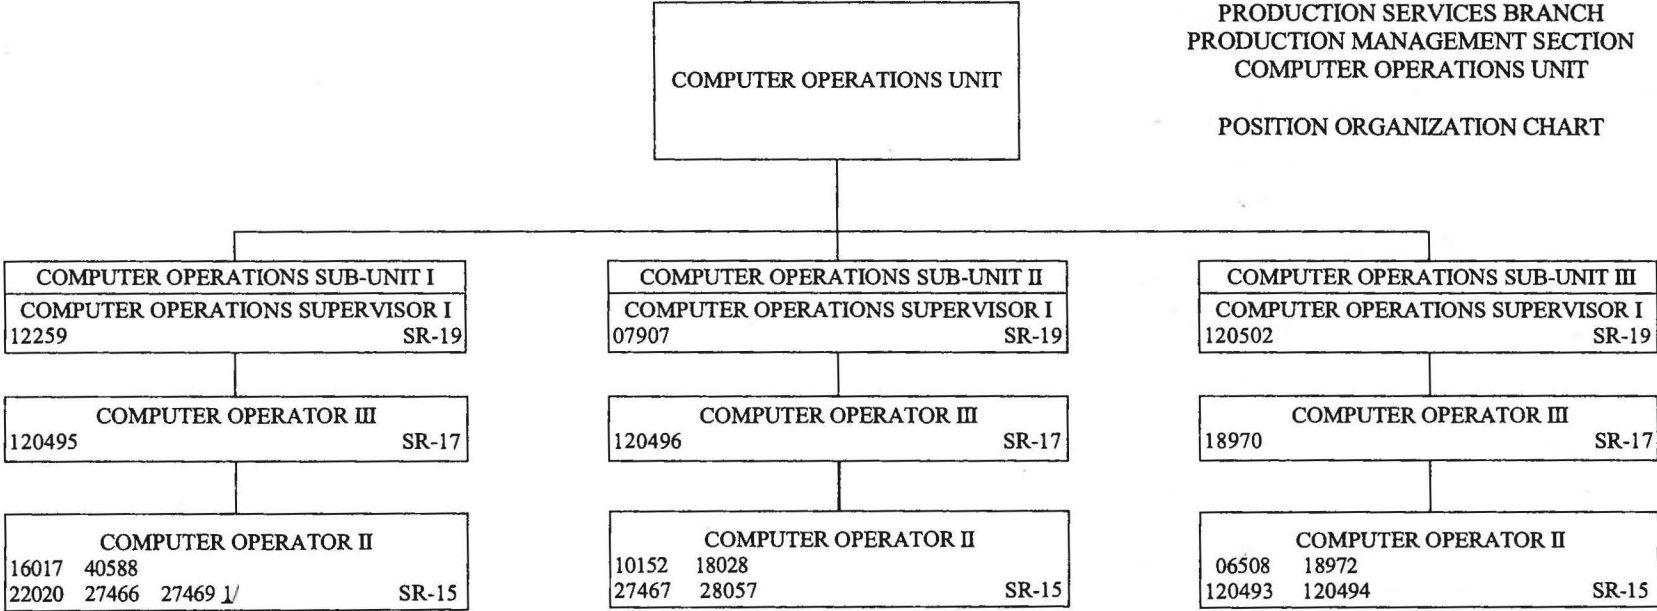 PRODUCTION SERVICES BRANCH
PRODUCTION MANAGEMENT SECTION
COMPUTER OPERATIONS UNIT
POSITION ORGANIZATION CHART
COMPUTER OPERATIONS UNIT
COMPUTER OPERATIONS SUB-UNIT I
COMPUTER OPERATIONS SUPERVISOR I
12259 SR-19
COMPUTER OPERATOR III
120495 SR-17
COMPUTER OPERATOR II
16017 40588
22020 27466 27469 1/ SR-15
COMPUTER OPERATIONS SUB-UNIT II
COMPUTER OPERATIONS SUPERVISOR I
07907 SR-19
COMPUTER OPERATOR III
120496 SR-17
COMPUTER OPERATOR II
10152 18028
27467 28057 SR-15
COMPUTER OPERATIONS SUB-UNIT III
COMPUTER OPERATIONS SUPERVISOR I
120502 SR-19
COMPUTER OPERATOR III
18970 SR-17
COMPUTER OPERATOR II
06508 18972
120493 120494 SR-15